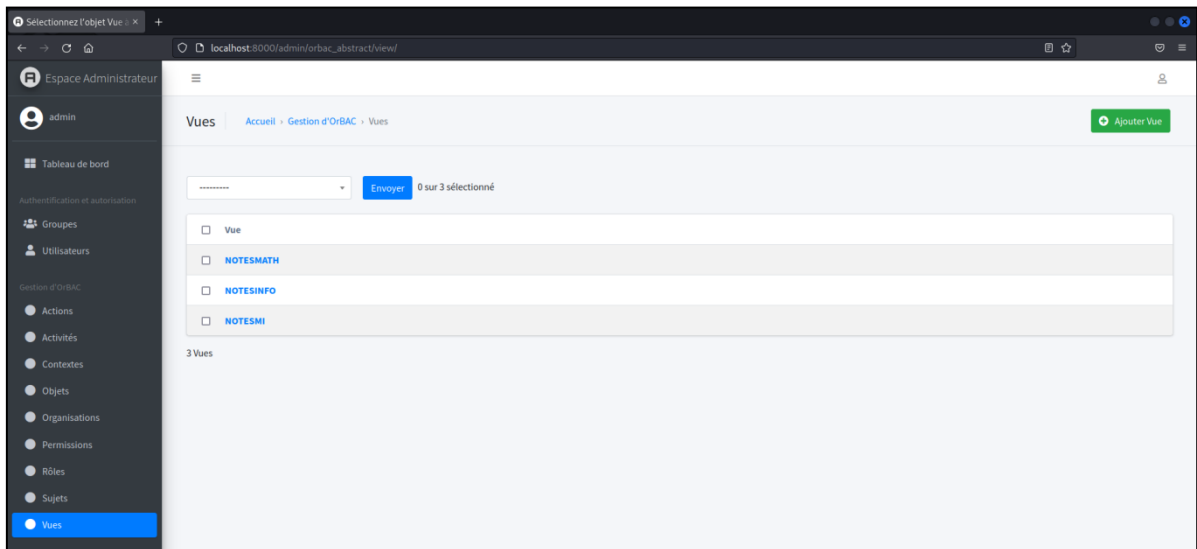 Sélectionnez l'objet Vue à
localhost:8000/admin/orbac_abstract/view/
Espace Administrateur
admin
Tableau de bord
Authentification et autorisation
Groupes
Utilisateurs
Gestion d'OrBAC
Actions
Activités
Contextes
Objets
Organisations
Permissions
Rôles
Sujets
Vues
Vues
Accueil › Gestion d'OrBAC › Vues
Ajouter Vue
---------
Envoyer
0 sur 3 sélectionné
Vue
NOTESMATH
NOTESINFO
NOTESMI
3 Vues